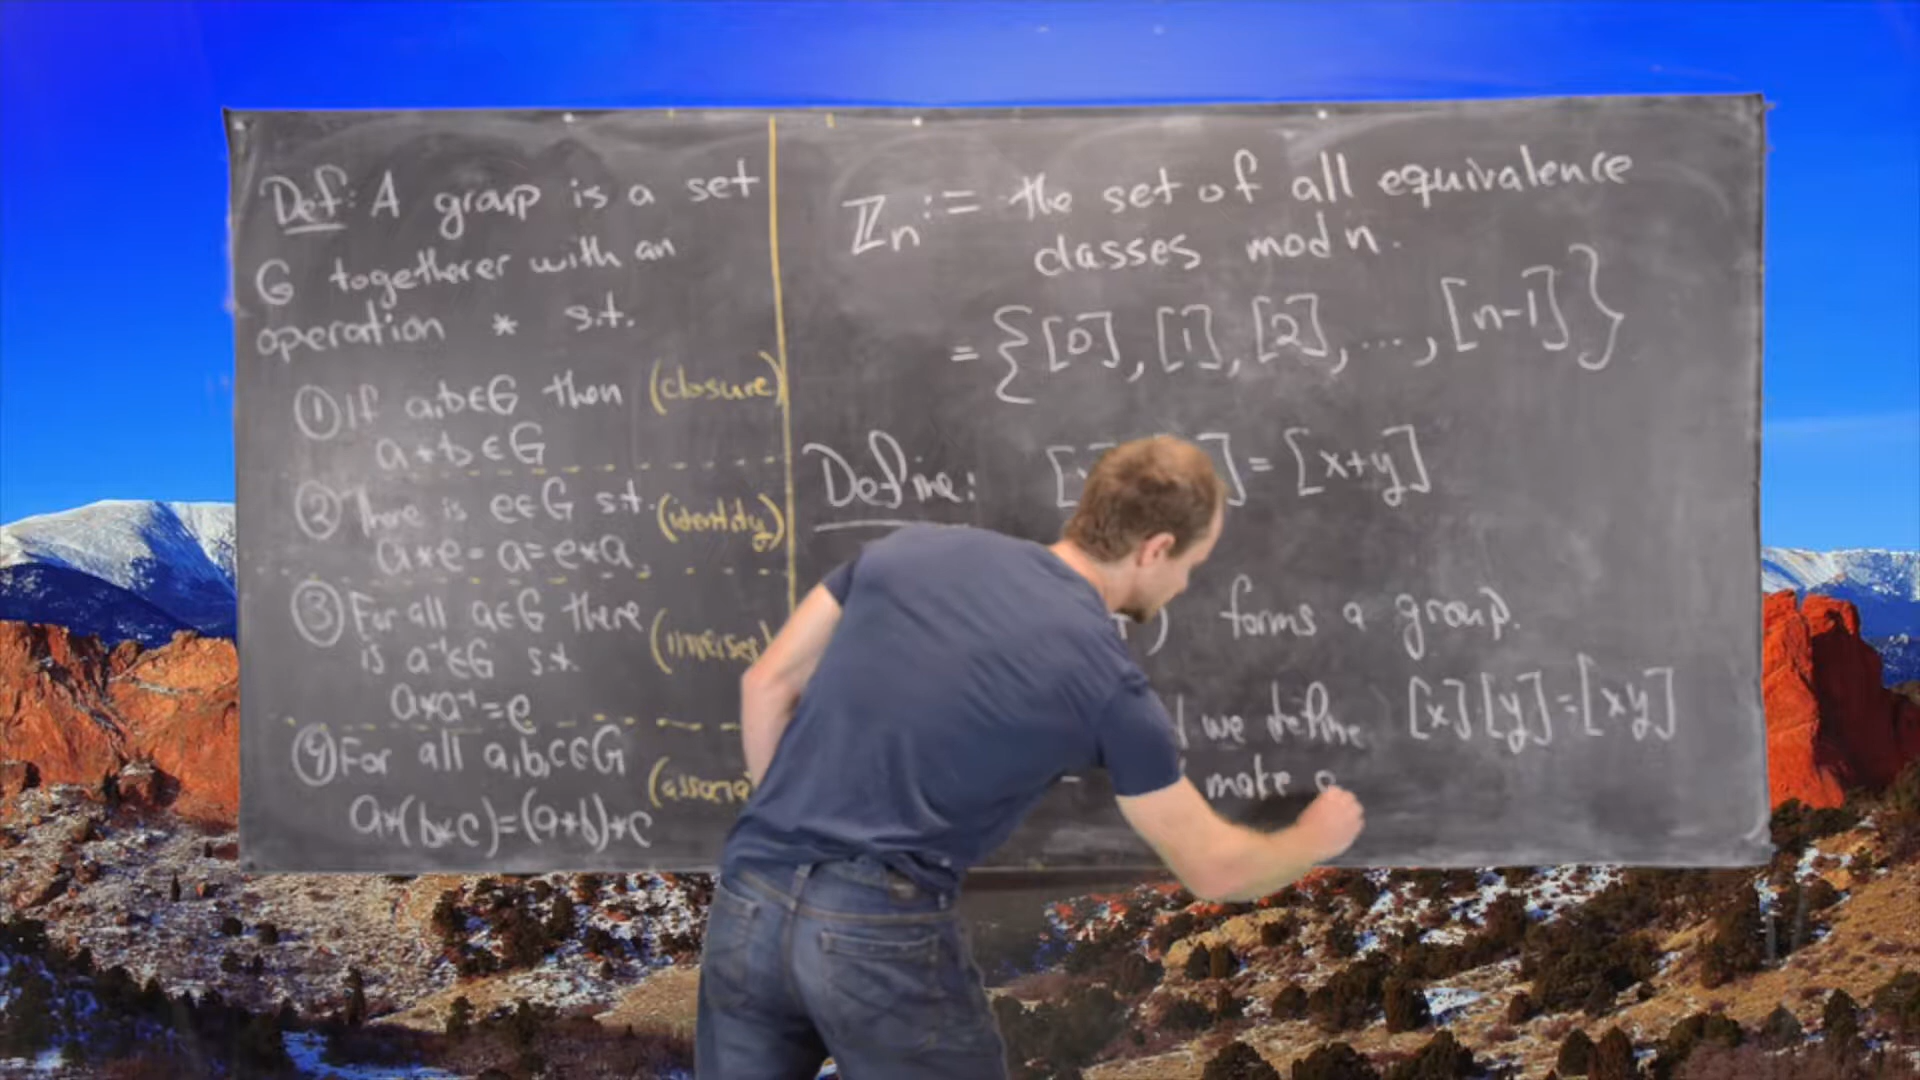 Def: A group is a set
G togetherer with an
operation * s.t.
① If a,b∈G then (closure)
a*b∈G
② There is e∈G s.t. (identity)
a*e=a=e*a
③ For all a∈G there (inverses
is a⁻¹∈G s.t.
a*a⁻¹=e
④ For all a,b,c∈G
a*(b*c)=(a*b)*c
ℤn:= the set of all equivalence
classes mod n.
= {[0], [1], [2], ..., [n-1]}
Define: ] = [x+y]
) forms a group.
we define [x][y]=[xy]
make